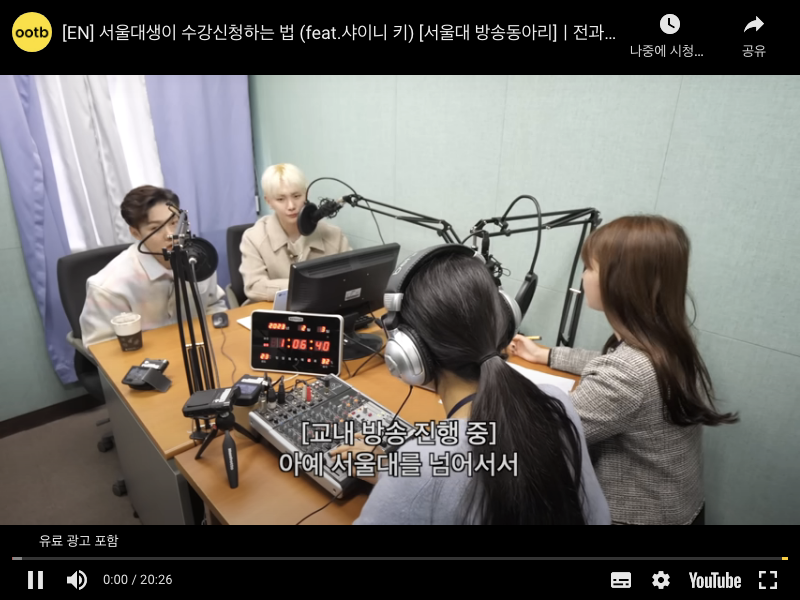 ootb
[EN] 서울대생이 수강신청하는 법 (feat.샤이니 키) [서울대 방송동아리]ㅣ전과...
나중에 시청...
공유
1:06:40
[교내 방송 진행 중]
아예 서울대를 넘어서서
유료 광고 포함
0:00 / 20:26
YouTube